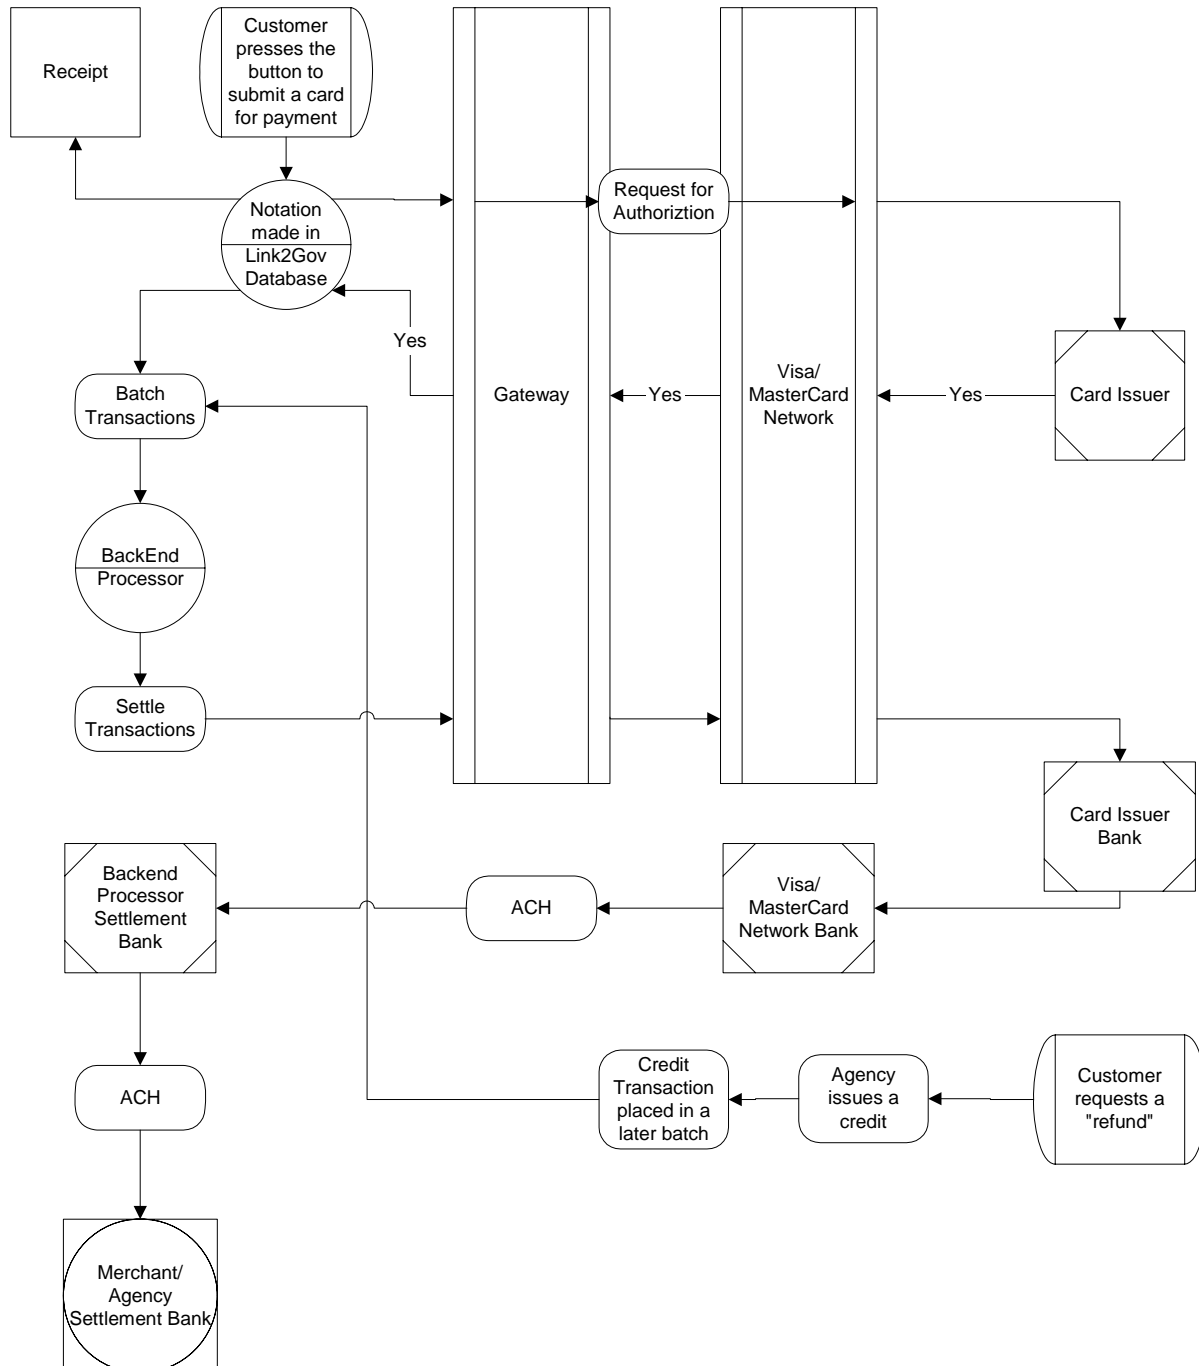 Receipt
Customer
presses the
button to
submit a card
for payment
Notation
made in
Link2Gov
Database
Request for
Authoriztion
Yes
Gateway
Yes
Visa/
MasterCard
Network
Yes
Card Issuer
Batch
Transactions
BackEnd
Processor
Settle
Transactions
Card Issuer
Bank
Backend
Processor
Settlement
Bank
ACH
Visa/
MasterCard
Network Bank
ACH
Credit
Transaction
placed in a
later batch
Agency
issues a
credit
Customer
requests a
"refund"
Merchant/
Agency
Settlement Bank